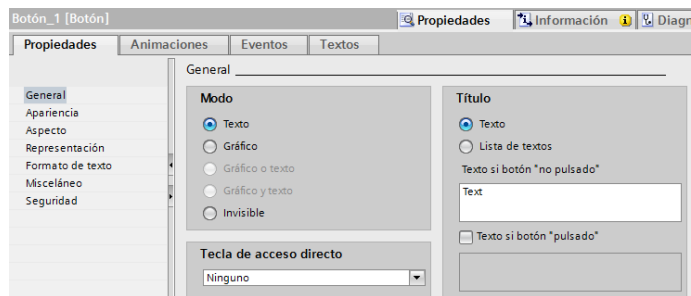 Botón_1 [Botón]
Propiedades
Información
Diagn
Propiedades
Animaciones
Eventos
Textos
General
General
Apariencia
Aspecto
Representación
Formato de texto
Misceláneo
Seguridad
Modo
Texto
Gráfico
Gráfico o texto
Gráfico y texto
Invisible
Tecla de acceso directo
Ninguno
Título
Texto
Lista de textos
Texto si botón "no pulsado"
Text
Texto si botón "pulsado"